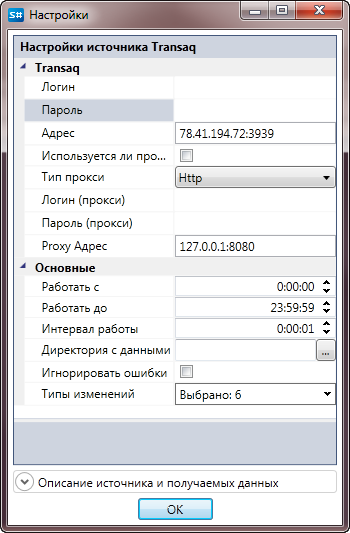 S# Настройки
Настройки источника Transaq
Transaq
Логин
Пароль
Адрес 78.41.194.72:3939
Используется ли про...
Тип прокси Http
Логин (прокси)
Пароль (прокси)
Proxy Адрес 127.0.0.1:8080
Основные
Работать с 0:00:00
Работать до 23:59:59
Интервал работы 0:00:01
Директория с данными ...
Игнорировать ошибки
Типы изменений Выбрано: 6
Описание источника и получаемых данных
OK